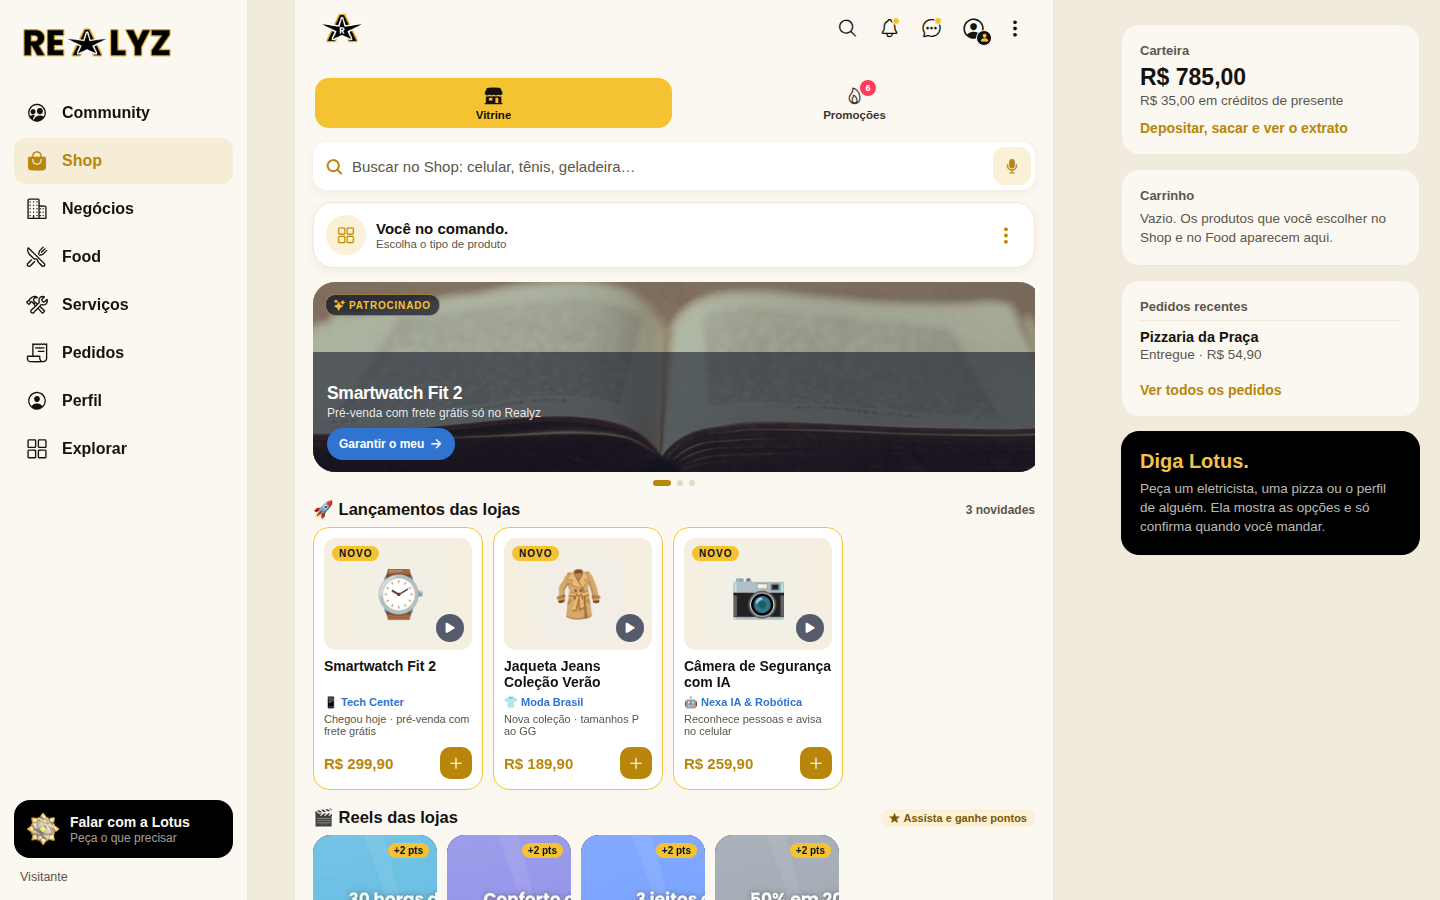 RE★LYZ
Community
Shop
Negócios
Food
Serviços
Pedidos
Perfil
Explorar
Falar com a Lotus
Peça o que precisar
Visitante
R
Vitrine
6
Promoções
Buscar no Shop: celular, tênis, geladeira…
Você no comando.
Escolha o tipo de produto
PATROCINADO
Smartwatch Fit 2
Pré-venda com frete grátis só no Realyz
Garantir o meu →
🚀 Lançamentos das lojas
3 novidades
NOVO
Smartwatch Fit 2
Tech Center
Chegou hoje · pré-venda com
frete grátis
R$ 299,90
NOVO
Jaqueta Jeans
Coleção Verão
Moda Brasil
Nova coleção · tamanhos P
ao GG
R$ 189,90
NOVO
Câmera de Segurança
com IA
Nexa IA & Robótica
Reconhece pessoas e avisa
no celular
R$ 259,90
🎬 Reels das lojas
★ Assista e ganhe pontos
+2 pts
+2 pts
+2 pts
+2 pts
Carteira
R$ 785,00
R$ 35,00 em créditos de presente
Depositar, sacar e ver o extrato
Carrinho
Vazio. Os produtos que você escolher no
Shop e no Food aparecem aqui.
Pedidos recentes
Pizzaria da Praça
Entregue · R$ 54,90
Ver todos os pedidos
Diga Lotus.
Peça um eletricista, uma pizza ou o perfil
de alguém. Ela mostra as opções e só
confirma quando você mandar.